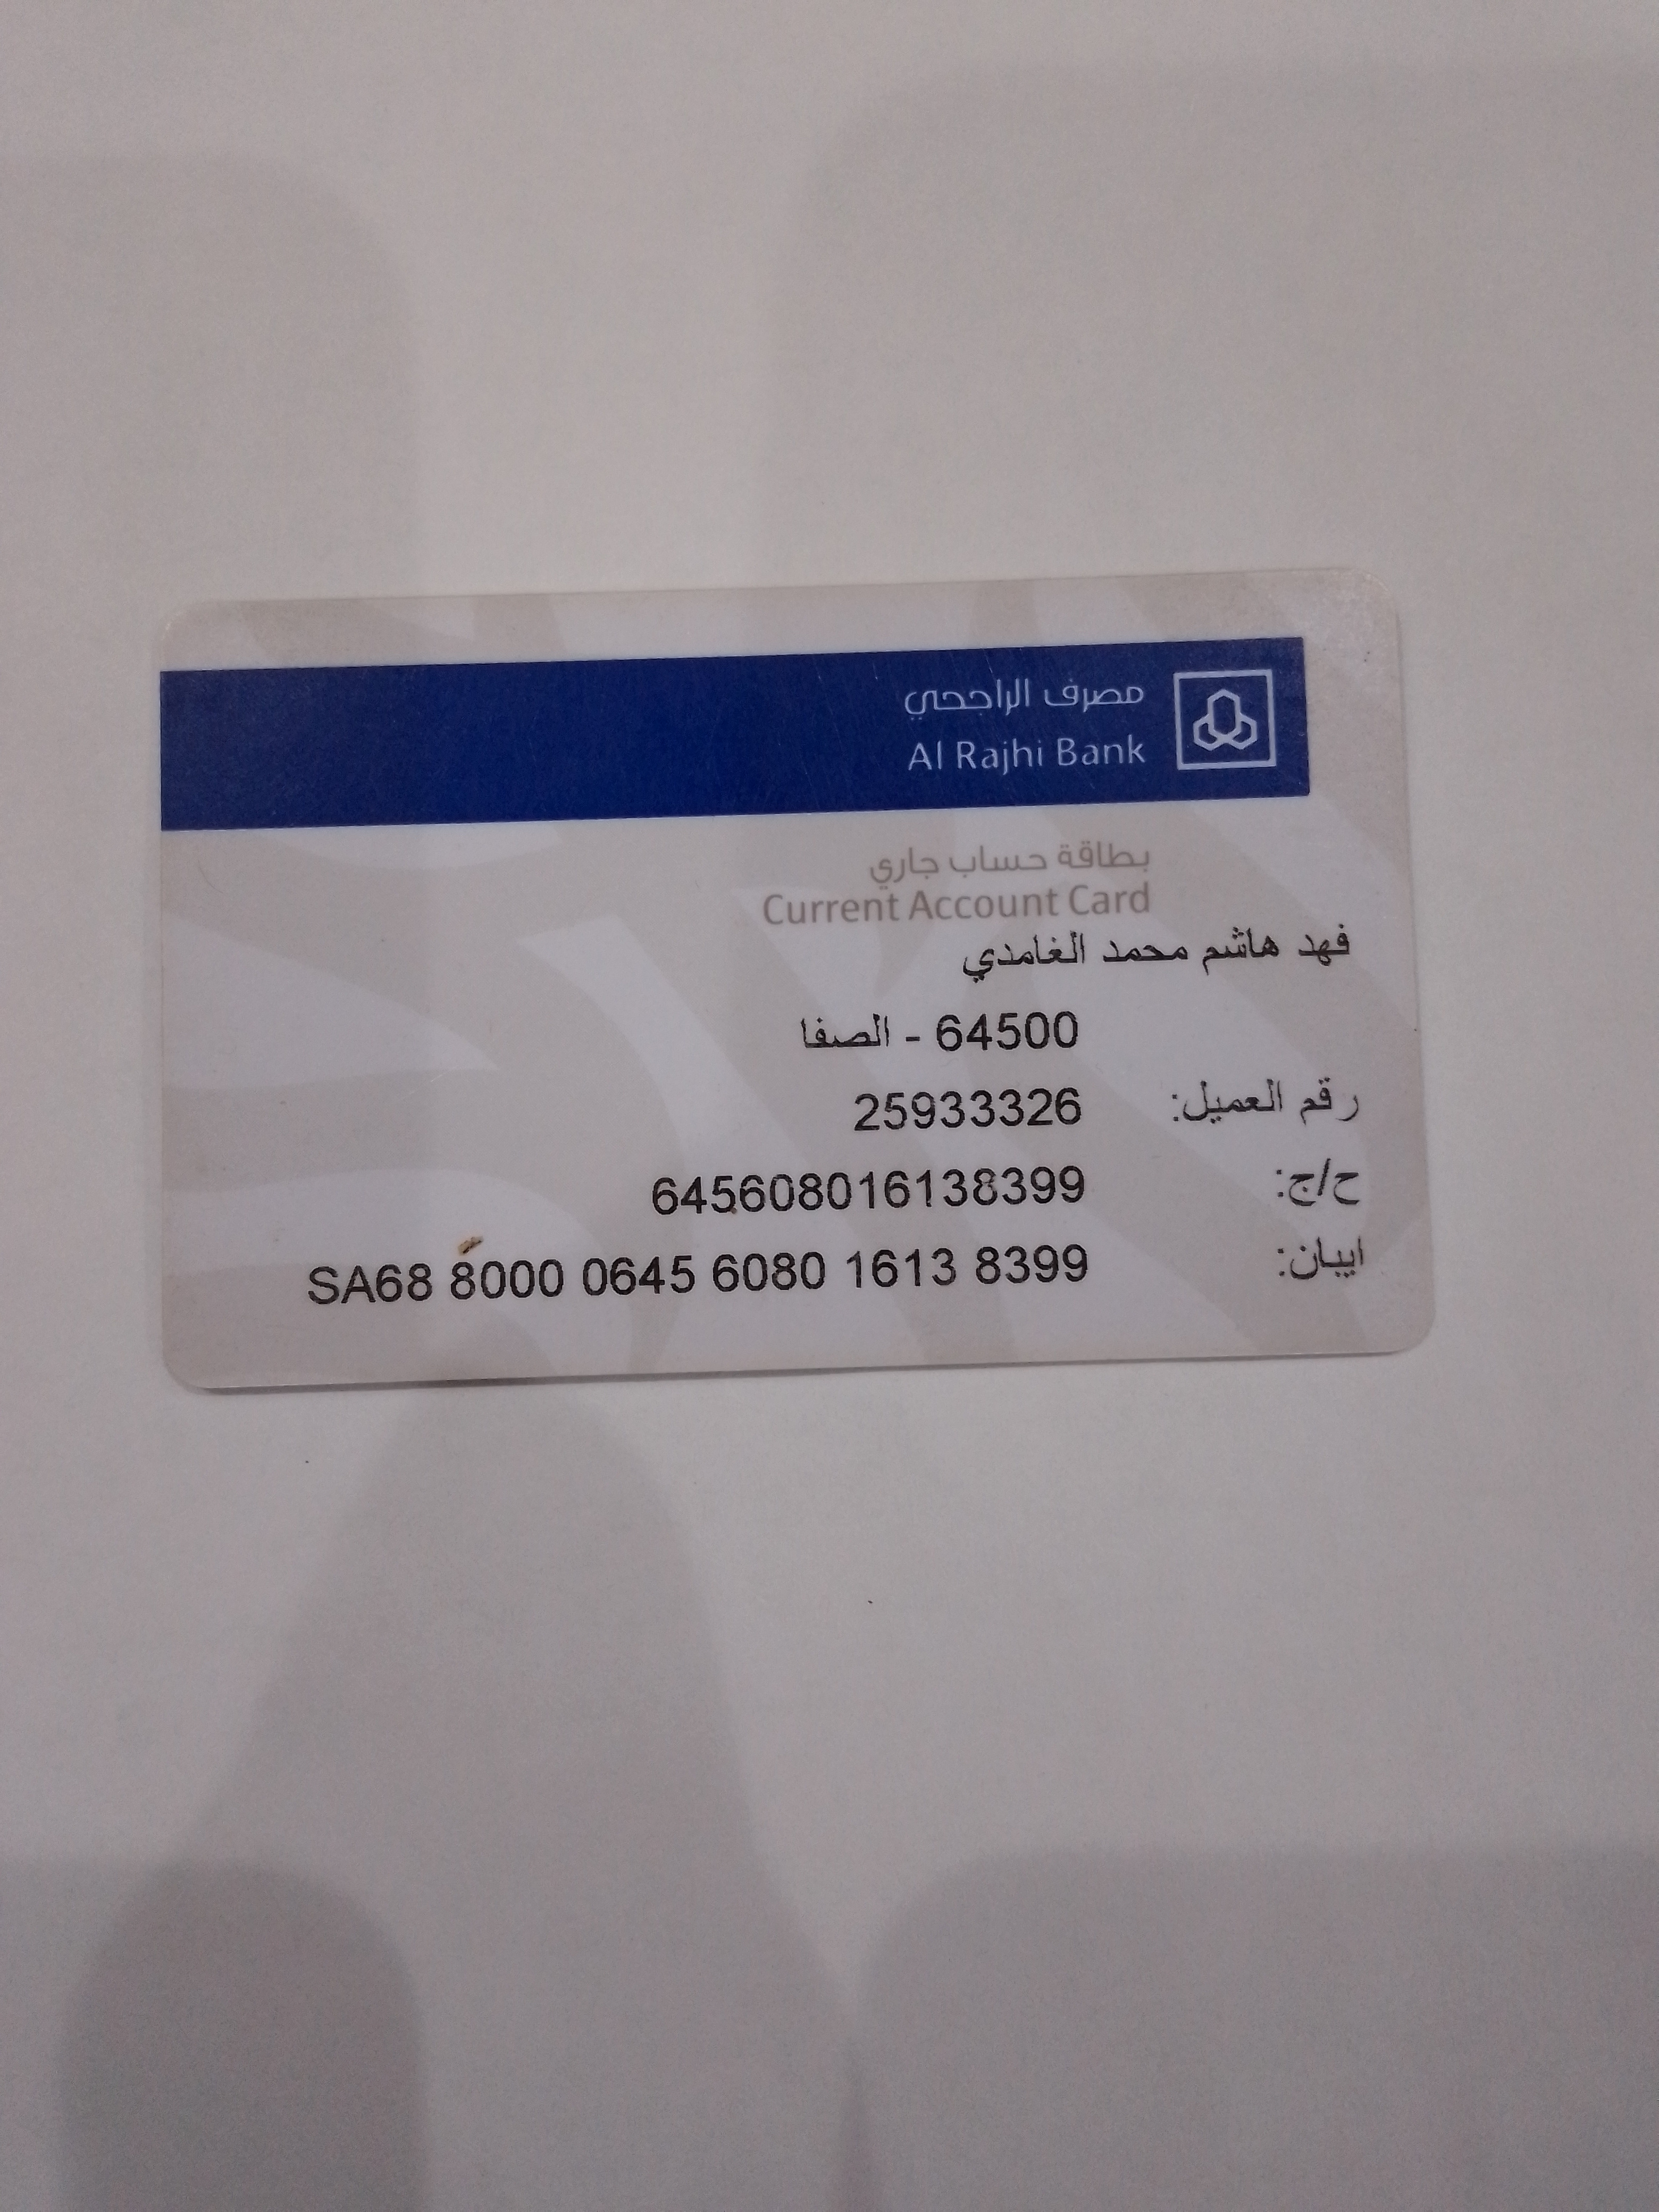 مصرف الراجحي
Al Rajhi Bank
بطاقة حساب جاري
Current Account Card
فهد هاشم محمد الغامدي
64500 - الصفا
رقم العميل: 25933326
ح/ج: 645608016138399
ايبان: SA68 8000 0645 6080 1613 8399